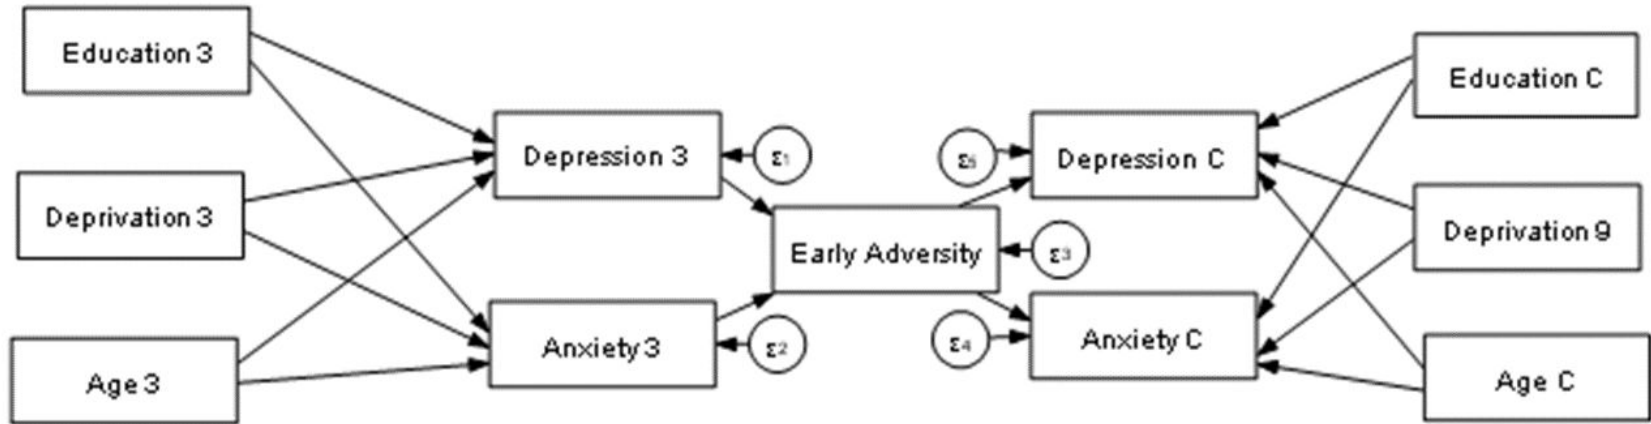 Education 3
Education C
Depression 3
ε1
ε5
Depression C
Deprivation 3
Deprivation 9
Early Adversity
ε3
Anxiety 3
ε2
ε4
Anxiety C
Age 3
Age C